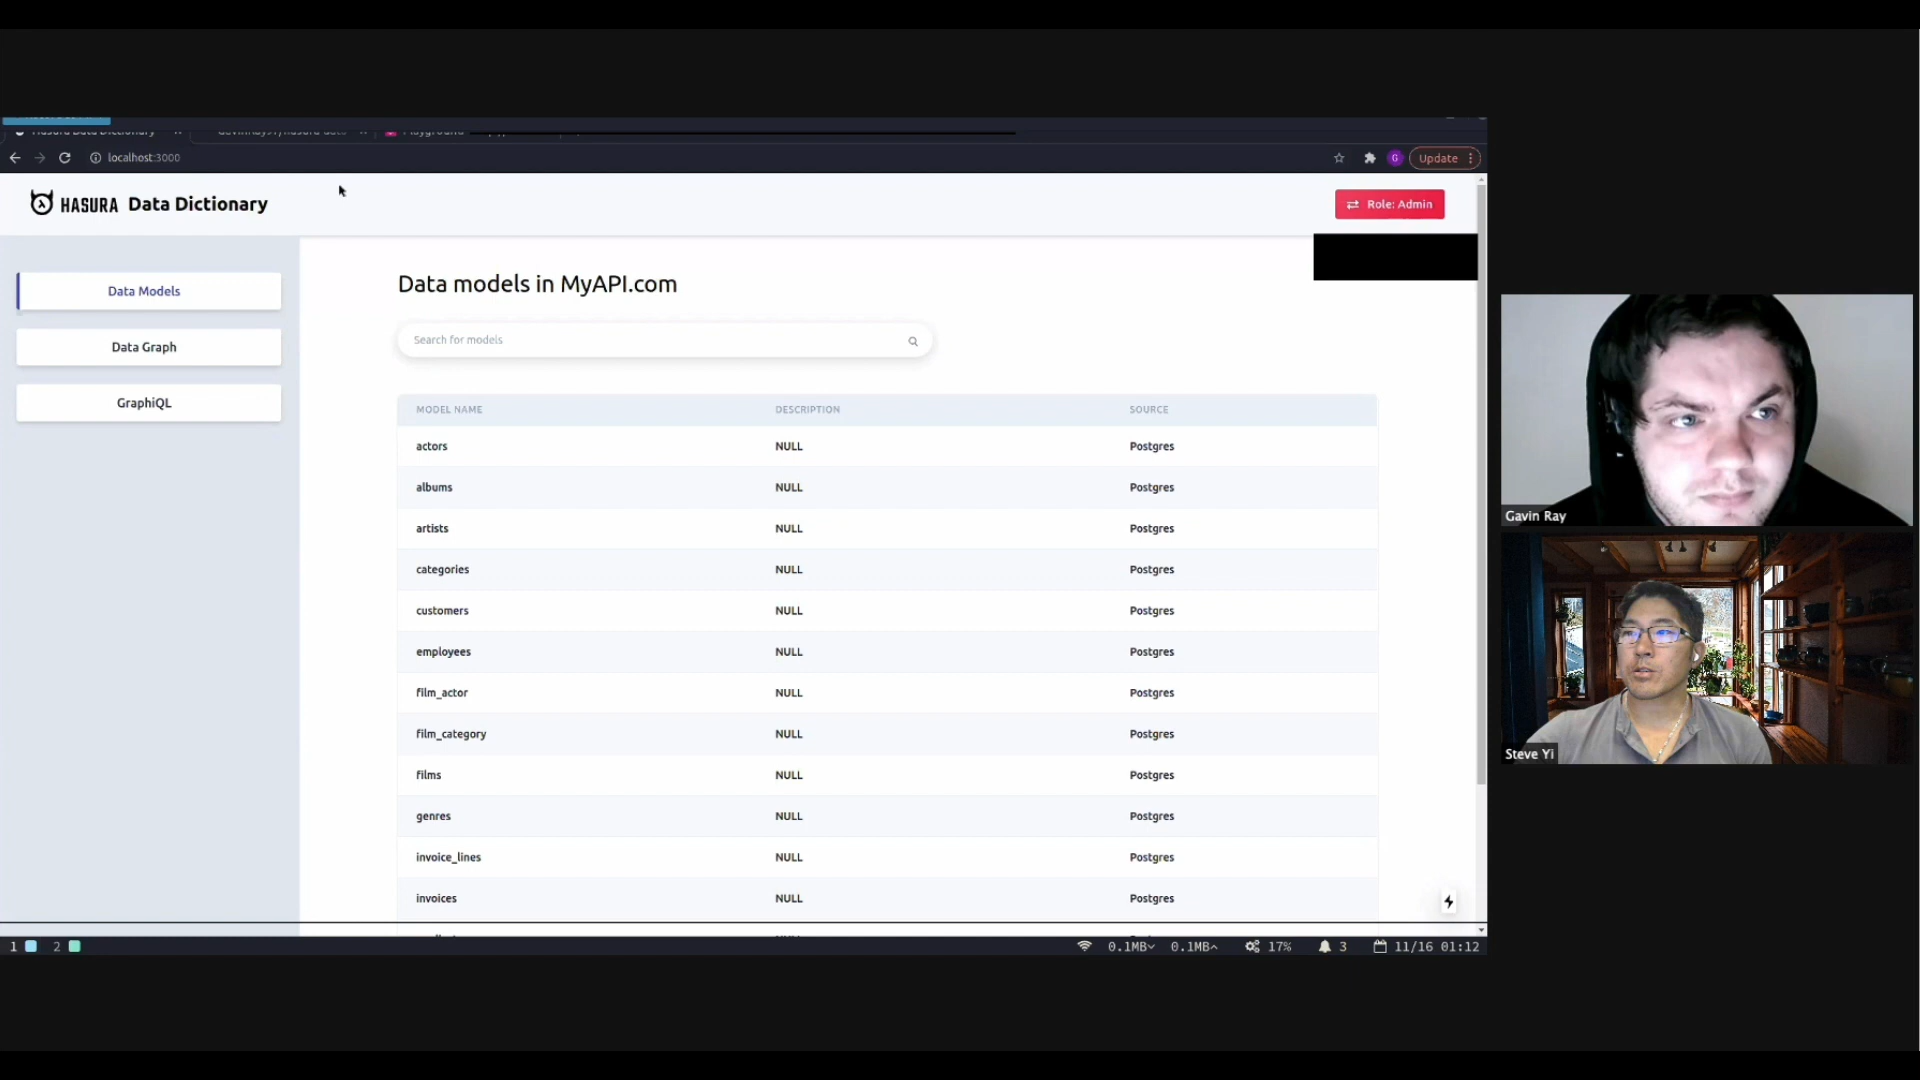 Hasura Data Dictionary
Playground
localhost:3000
G
Update
HASURA Data Dictionary
Role: Admin
Data Models
Data Graph
GraphiQL
Data models in MyAPI.com
Search for models
MODEL NAME DESCRIPTION SOURCE
actors NULL Postgres
albums NULL Postgres
artists NULL Postgres
categories NULL Postgres
customers NULL Postgres
employees NULL Postgres
film_actor NULL Postgres
film_category NULL Postgres
films NULL Postgres
genres NULL Postgres
invoice_lines NULL Postgres
invoices NULL Postgres
1 2
0.1MB 0.1MB 17% 3 11/16 01:12
Gavin Ray
Steve Yi